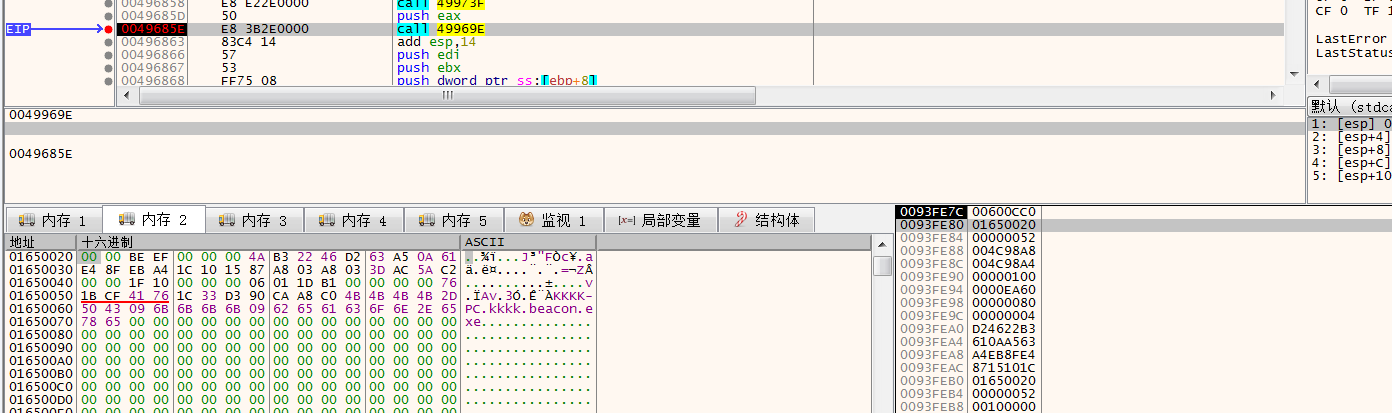 00496858 E8 E22E0000 call 49973F
0049685D 50 push eax
EIP 0049685E E8 3B2E0000 call 49969E
00496863 83C4 14 add esp,14
00496866 57 push edi
00496867 53 push ebx
00496868 FF75 08 push dword ptr ss:[ebp+8]
CF 0 TF 1
LastError
LastStatus
默认 (stdca
1: [esp] 0
2: [esp+4]
3: [esp+8]
4: [esp+C]
5: [esp+10
0049969E
0049685E
内存 1 内存 2 内存 3 内存 4 内存 5 监视 1 [x=] 局部变量 结构体
地址 十六进制 ASCII
01650020 00 00 BE EF 00 00 00 4A B3 22 46 D2 63 A5 0A 61 ..¾ï...J³"FÒc¥.a
01650030 E4 8F EB A4 1C 10 15 87 A8 03 A8 03 3D AC 5A C2 ä.ë¤....¨.¨.=¬ZÂ
01650040 00 00 1F 10 00 00 00 00 06 01 1D B1 00 00 00 76 ...........±...v
01650050 1B CF 41 76 1C 33 D3 90 CA A8 C0 4B 4B 4B 4B 2D .ÏAv.3Ó.Ê¨ÀKKKK-
01650060 50 43 09 6B 6B 6B 6B 09 62 65 61 63 6F 6E 2E 65 PC.kkkk.beacon.e
01650070 78 65 00 00 00 00 00 00 00 00 00 00 00 00 00 00 xe..............
01650080 00 00 00 00 00 00 00 00 00 00 00 00 00 00 00 00 ................
01650090 00 00 00 00 00 00 00 00 00 00 00 00 00 00 00 00 ................
016500A0 00 00 00 00 00 00 00 00 00 00 00 00 00 00 00 00 ................
016500B0 00 00 00 00 00 00 00 00 00 00 00 00 00 00 00 00 ................
016500C0 00 00 00 00 00 00 00 00 00 00 00 00 00 00 00 00 ................
016500D0 00 00 00 00 00 00 00 00 00 00 00 00 00 00 00 00 ................
016500E0 00 00 00 00 00 00 00 00 00 00 00 00 00 00 00 00 ................
0093FE7C 00600CC0
0093FE80 01650020
0093FE84 00000052
0093FE88 004C98A8
0093FE8C 004C98A4
0093FE90 00000100
0093FE94 0000EA60
0093FE98 00000080
0093FE9C 00000004
0093FEA0 D24622B3
0093FEA4 610AA563
0093FEA8 A4EB8FE4
0093FEAC 8715101C
0093FEB0 01650020
0093FEB4 00000052
0093FEB8 00100000